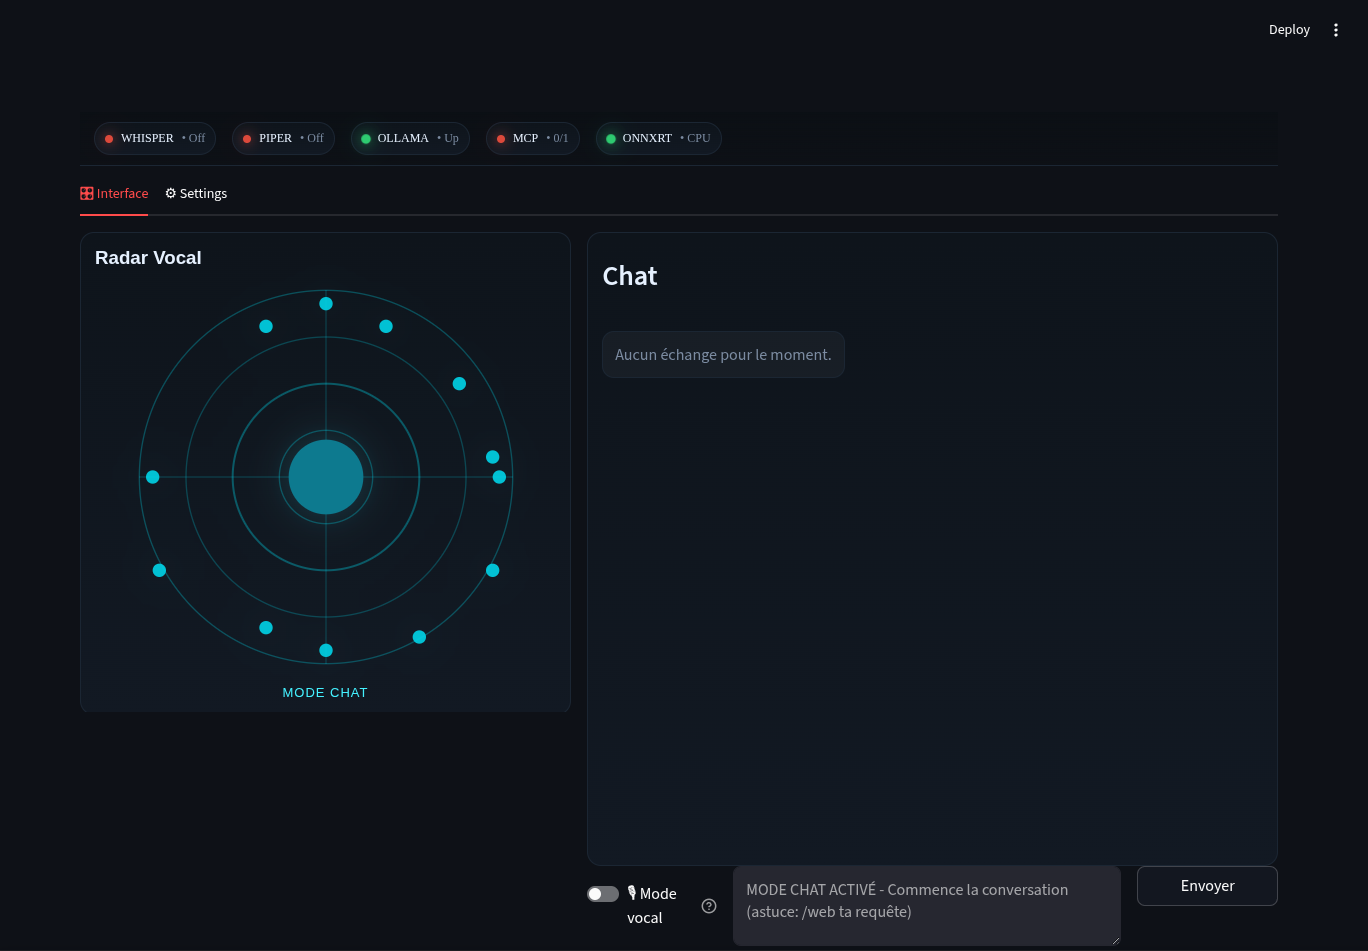 Deploy
WHISPER • Off PIPER • Off OLLAMA • Up MCP • 0/1 ONNXRT • CPU
Interface ⚙ Settings
Radar Vocal
MODE CHAT
Chat
Aucun échange pour le moment.
🎙 Mode
vocal
MODE CHAT ACTIVÉ - Commence la conversation
(astuce: /web ta requête)
Envoyer